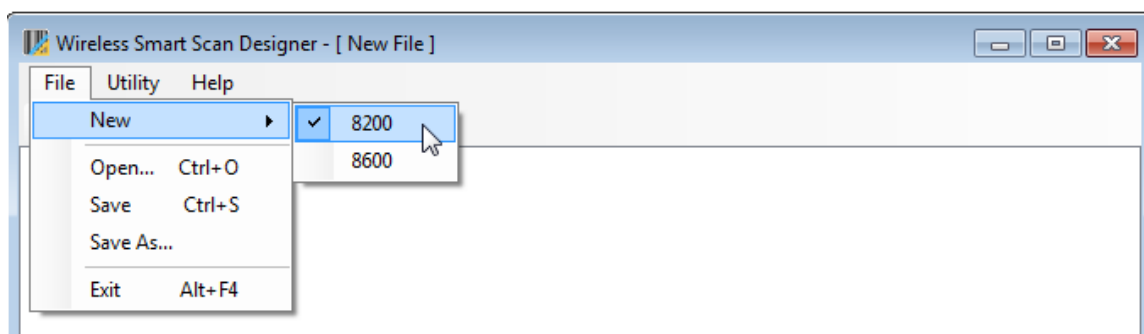 Wireless Smart Scan Designer - [ New File ]
File Utility Help
New 8200
8600
Open... Ctrl+O
Save Ctrl+S
Save As...
Exit Alt+F4